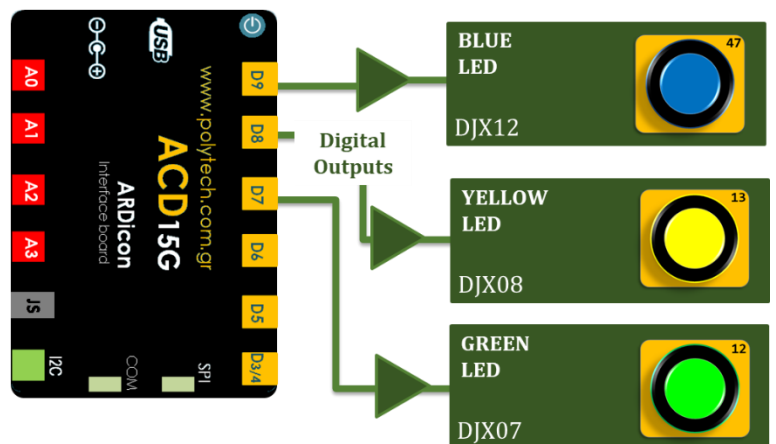 USB
A0
A1
A2
A3
JS
I2C
www.polytech.com.gr
ACD15G
ARDicon
Interface board
COM
SPI
D9
D8
D7
D6
D5
D3/4
Digital
Outputs
BLUE
LED
DJX12
47
YELLOW
LED
DJX08
13
GREEN
LED
DJX07
12